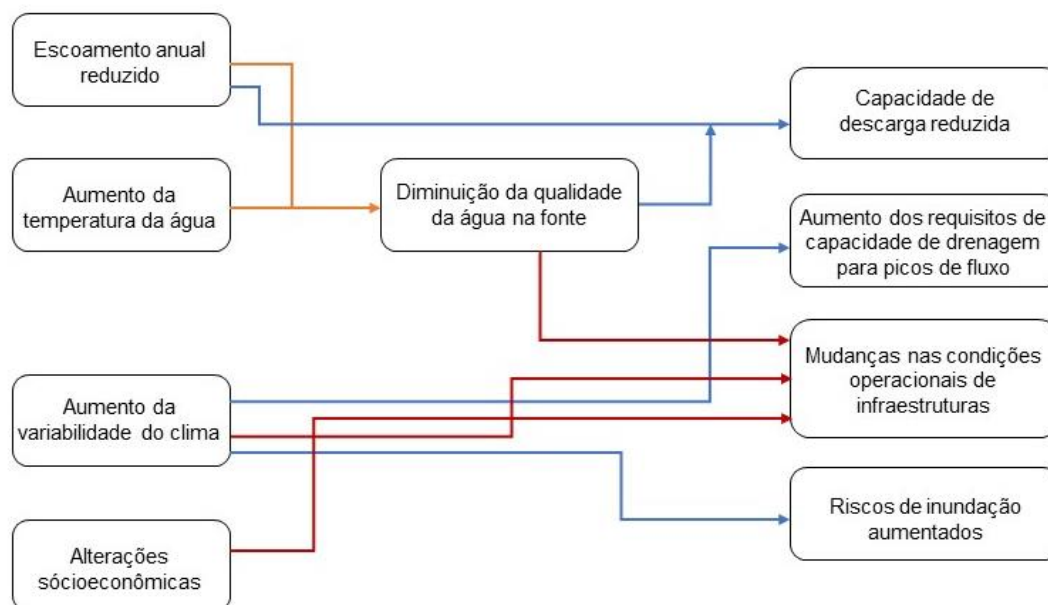 Escoamento anual
reduzido
Capacidade de
descarga reduzida
Aumento da
temperatura da água
Diminuição da qualidade
da água na fonte
Aumento dos requisitos de
capacidade de drenagem
para picos de fluxo
Aumento da
variabilidade do clima
Mudanças nas condições
operacionais de
infraestruturas
Riscos de inundação
aumentados
Alterações
sócioeconômicas